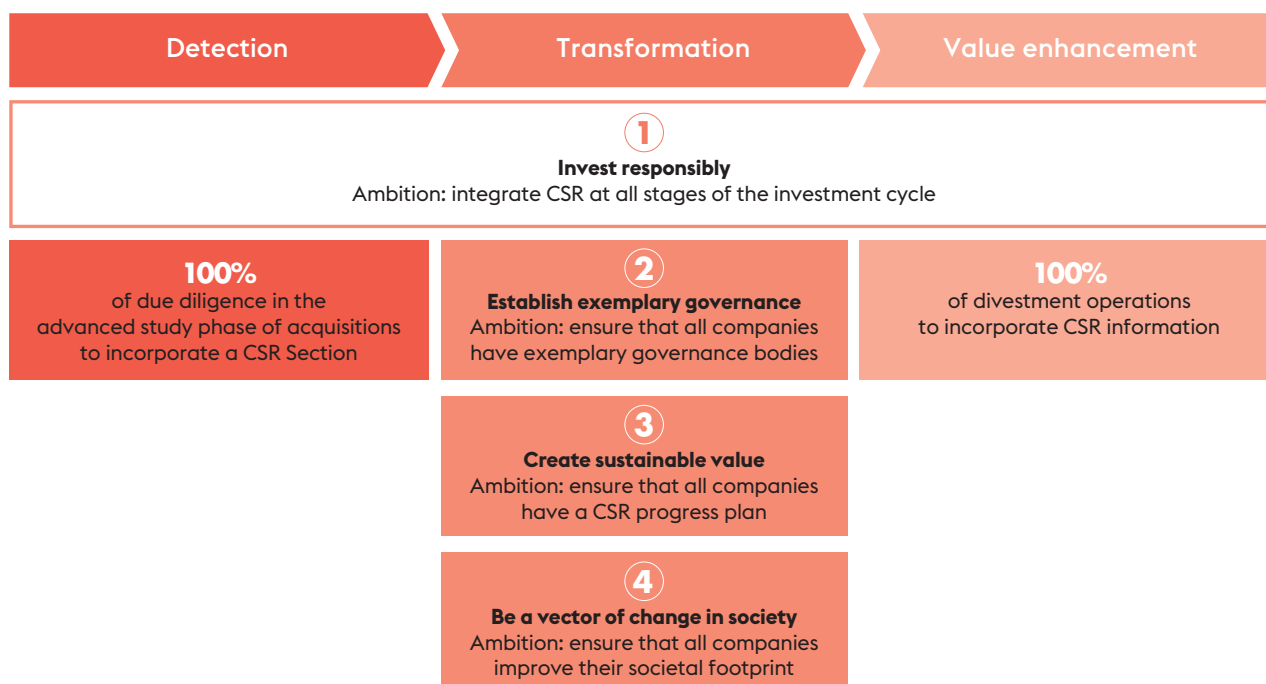 Detection
Transformation
Value enhancement
1
Invest responsibly
Ambition: integrate CSR at all stages of the investment cycle
100%
of due diligence in the
advanced study phase of acquisitions
to incorporate a CSR Section
2
Establish exemplary governance
Ambition: ensure that all companies
have exemplary governance bodies
100%
of divestment operations
to incorporate CSR information
3
Create sustainable value
Ambition: ensure that all companies
have a CSR progress plan
4
Be a vector of change in society
Ambition: ensure that all companies
improve their societal footprint